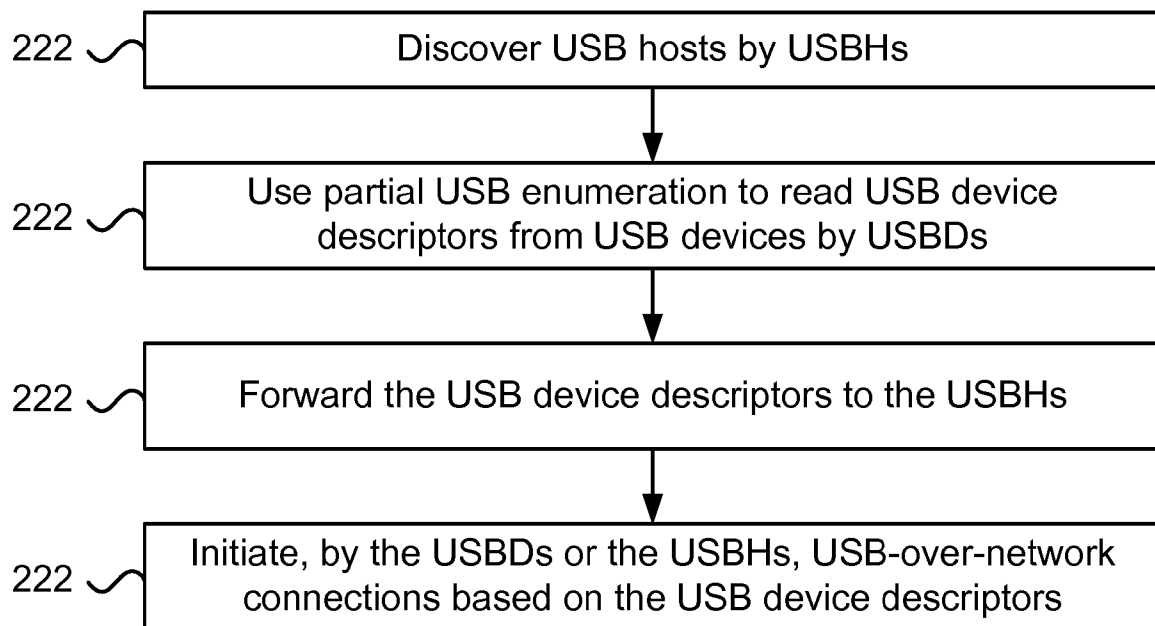 222 Discover USB hosts by USBHs
Use partial USB enumeration to read USB device
222 descriptors from USB devices by USBDs
222 Forward the USB device descriptors to the USBHs
Initiate, by the USBDs or the USBHs, USB-over-network
222 connections based on the USB device descriptors